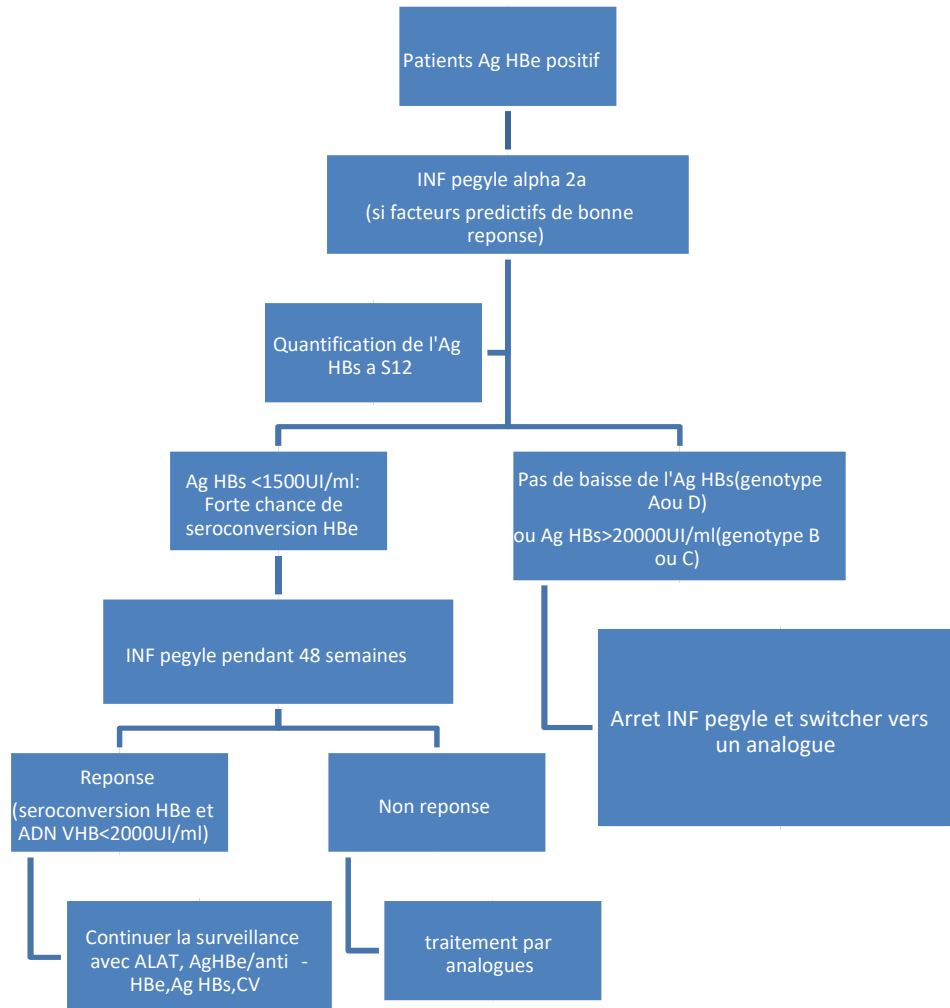 Patients Ag HBe positif
INF pegyle alpha 2a
(si facteurs predictifs de bonne
reponse)
Quantification de l'Ag
HBs a S12
Ag HBs <1500UI/ml:
Forte chance de
seroconversion HBe
Pas de baisse de l'Ag HBs(genotype
Aou D)
ou Ag HBs>20000UI/ml(genotype B
ou C)
INF pegyle pendant 48 semaines
Arret INF pegyle et switcher vers
un analogue
Reponse
(seroconversion HBe et
ADN VHB<2000UI/ml)
Non reponse
Continuer la surveillance
avec ALAT, AgHBe/anti -
HBe,Ag HBs,CV
traitement par
analogues